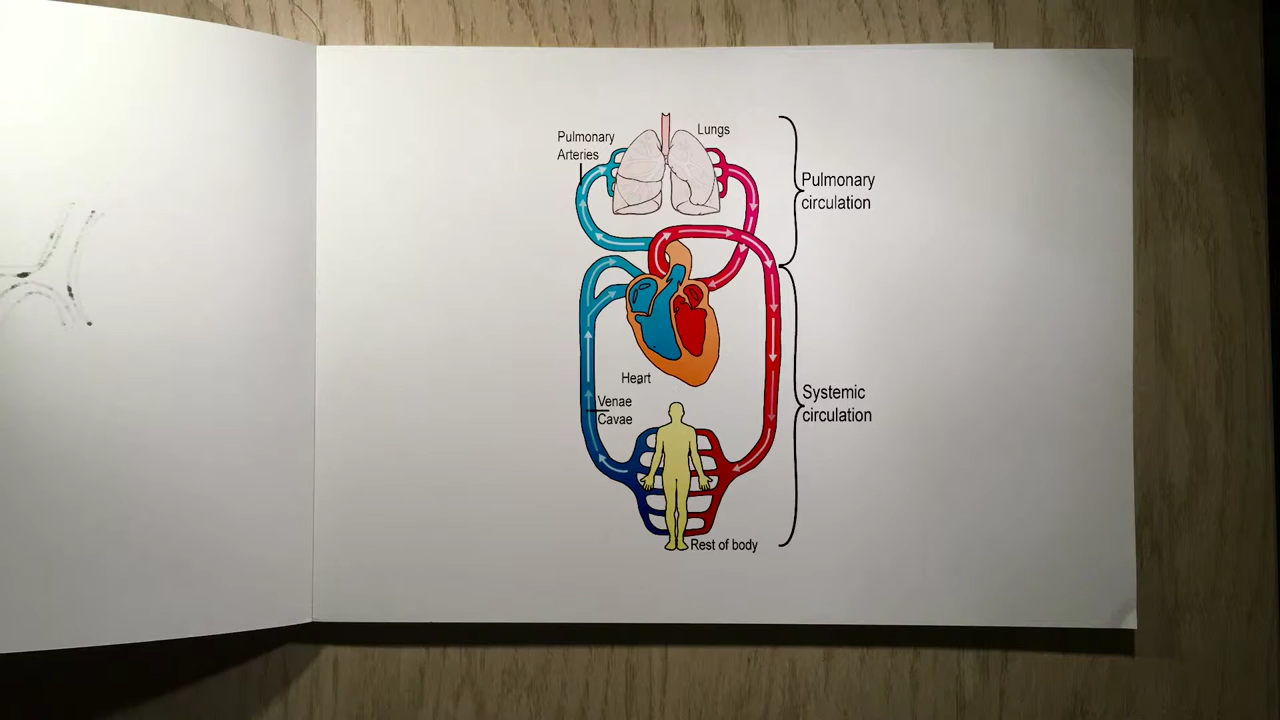 Pulmonary
Arteries
Lungs
Pulmonary
circulation
Heart
Venae
Cavae
Systemic
circulation
Rest of body